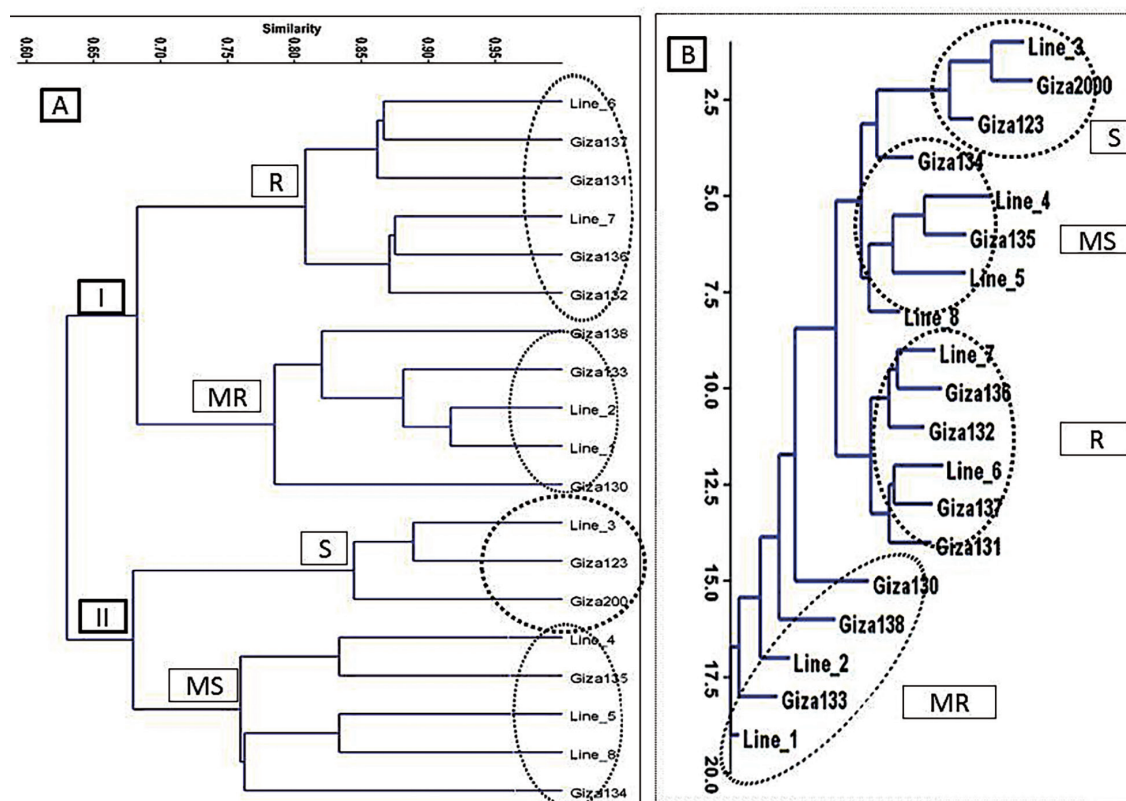 Similarity
0.60 0.65 0.70 0.75 0.80 0.85 0.90 0.95
A
Line_6
Giza137
Giza131
R
Line_7
Giza136
Giza132
I
Giza138
Giza133
MR
Line_2
Line_1
Giza130
Line_3
S
Giza123
Giza200
II
Line_4
MS
Giza135
Line_5
Line_8
Giza134
B
2.5
5.0
7.5
10.0
12.5
15.0
17.5
20.0
Line_3
Giza2000
Giza123
S
Giza134
Line_4
Giza135
MS
Line_5
Line_8
Line_7
Giza136
Giza132
R
Line_6
Giza137
Giza131
Giza130
Giza138
Line_2
Giza133
MR
Line_1